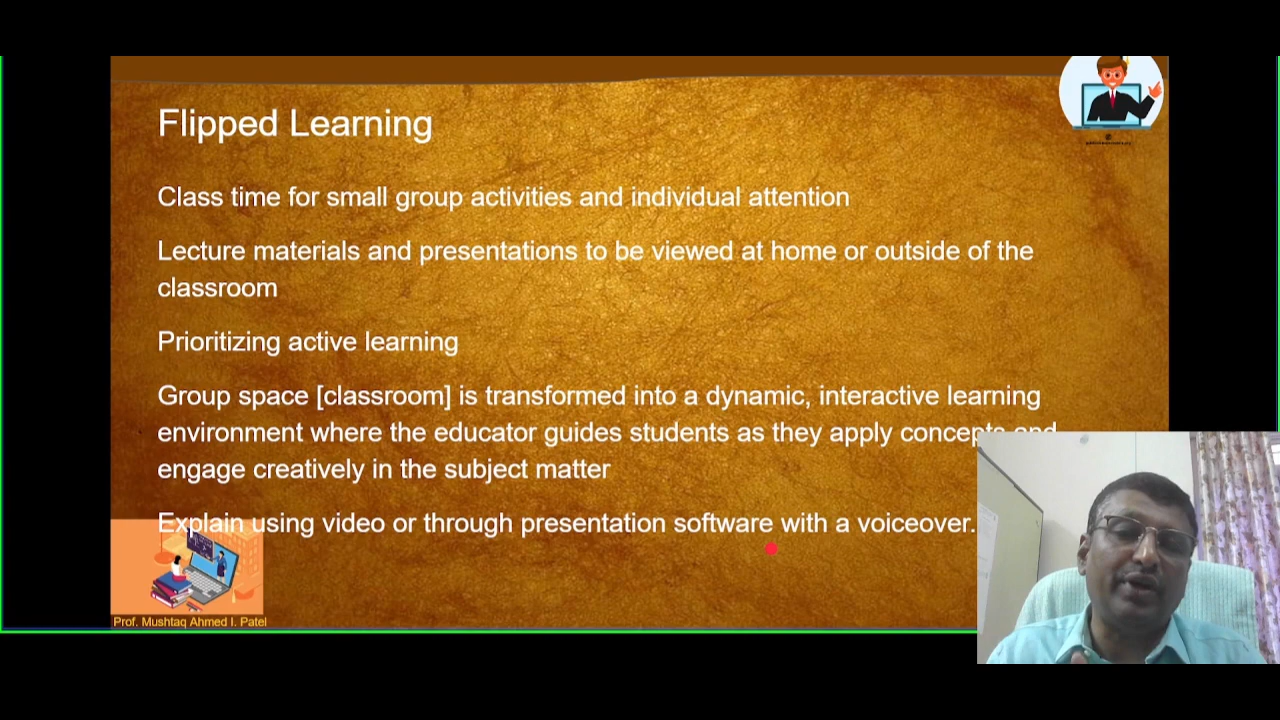 Flipped Learning
Class time for small group activities and individual attention
Lecture materials and presentations to be viewed at home or outside of the
classroom
Prioritizing active learning
Group space [classroom] is transformed into a dynamic, interactive learning
environment where the educator guides students as they apply concepts and
engage creatively in the subject matter
Explain using video or through presentation software with a voiceover.
Prof. Mushtaq Ahmed I. Patel